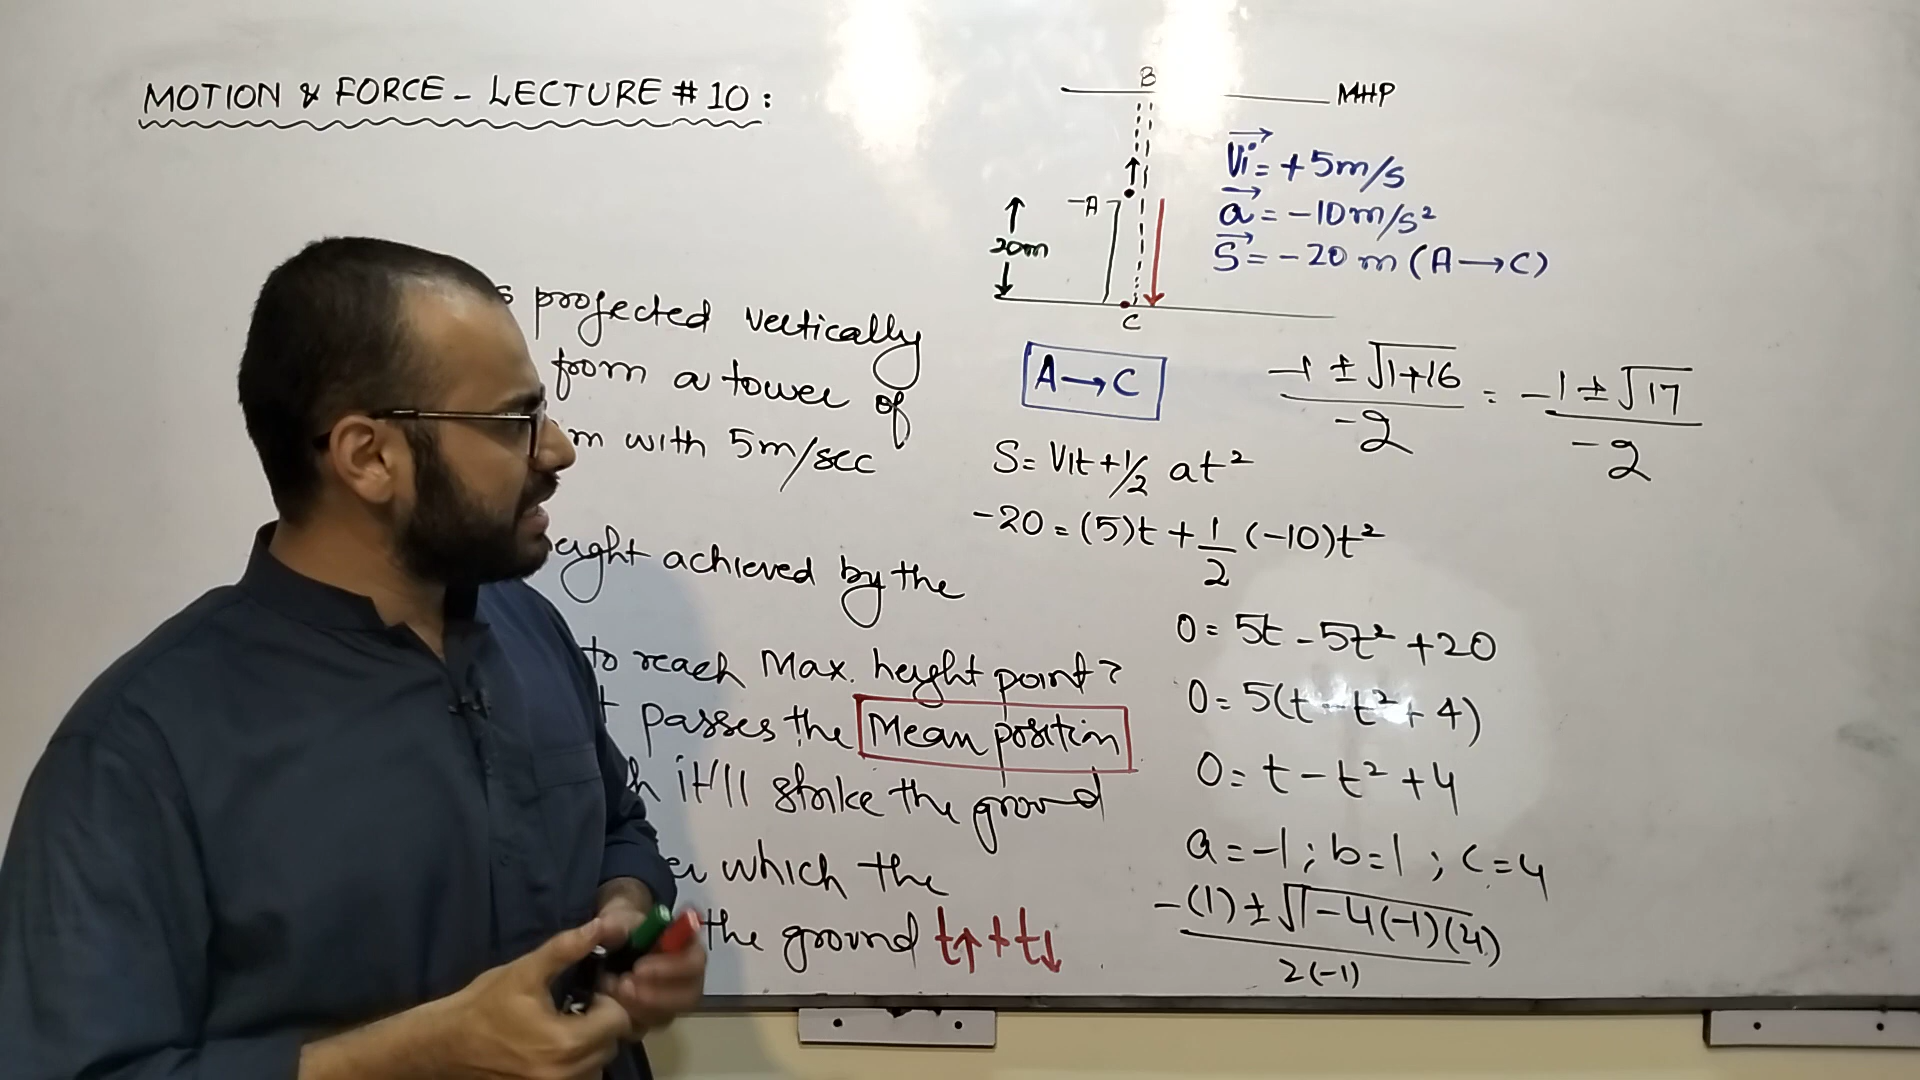 MOTION & FORCE - LECTURE # 10 :
projected vertically
from a tower of
m with 5m/sec
achieved by the
to reach Max. height point?
passes the Mean position
it'll strike the ground
which the
the ground t↑ + t↓
B
MHP
A
20m
C
Vi = +5m/s
a = -10m/s²
S = -20 m (A→C)
A→C
-1 ± √1+16 / -2 = -1 ± √17 / -2
S = Vit + 1/2 at²
-20 = (5)t + 1/2 (-10)t²
0 = 5t - 5t² + 20
0 = 5(t - t² + 4)
0 = t - t² + 4
a = -1 ; b = 1 ; c = 4
-(1) ± √1-4(-1)(4) / 2(-1)